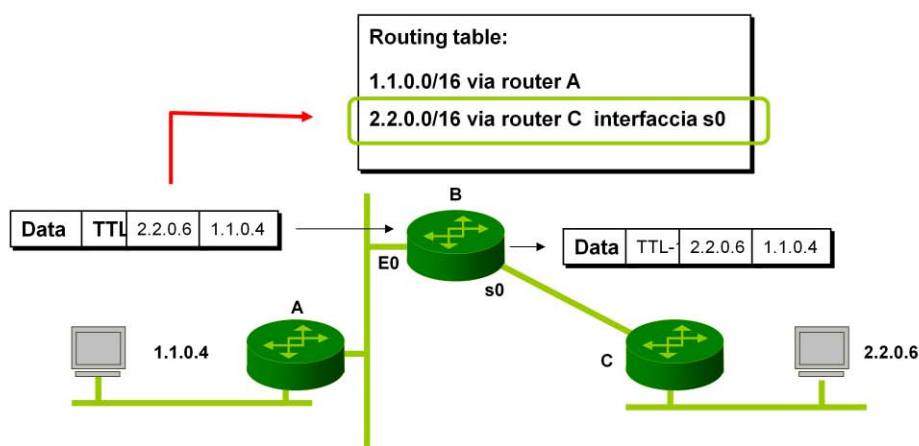 Routing table:
1.1.0.0/16 via router A
2.2.0.0/16 via router C interfaccia s0
B
Data TTL 2.2.0.6 1.1.0.4
Data TTL- 2.2.0.6 1.1.0.4
E0
s0
A
1.1.0.4
C
2.2.0.6